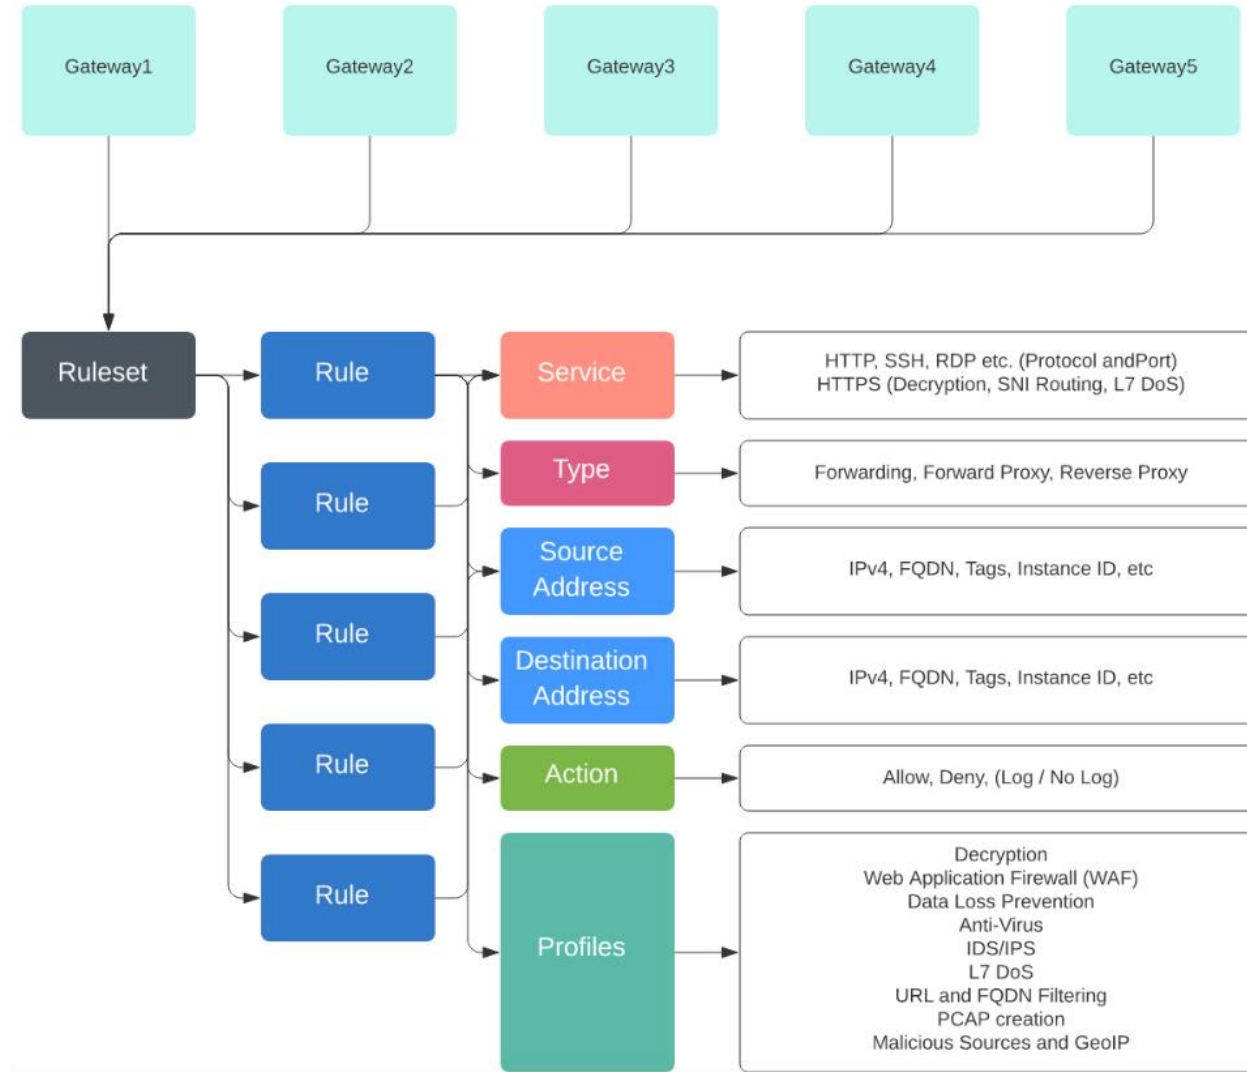 Gateway1
Gateway2
Gateway3
Gateway4
Gateway5
Ruleset
Rule
Service
HTTP, SSH, RDP etc. (Protocol andPort)
HTTPS (Decryption, SNI Routing, L7 DoS)
Type
Forwarding, Forward Proxy, Reverse Proxy
Rule
Source
Address
IPv4, FQDN, Tags, Instance ID, etc
Rule
Destination
Address
IPv4, FQDN, Tags, Instance ID, etc
Rule
Action
Allow, Deny, (Log / No Log)
Rule
Profiles
Decryption
Web Application Firewall (WAF)
Data Loss Prevention
Anti-Virus
IDS/IPS
L7 DoS
URL and FQDN Filtering
PCAP creation
Malicious Sources and GeoIP